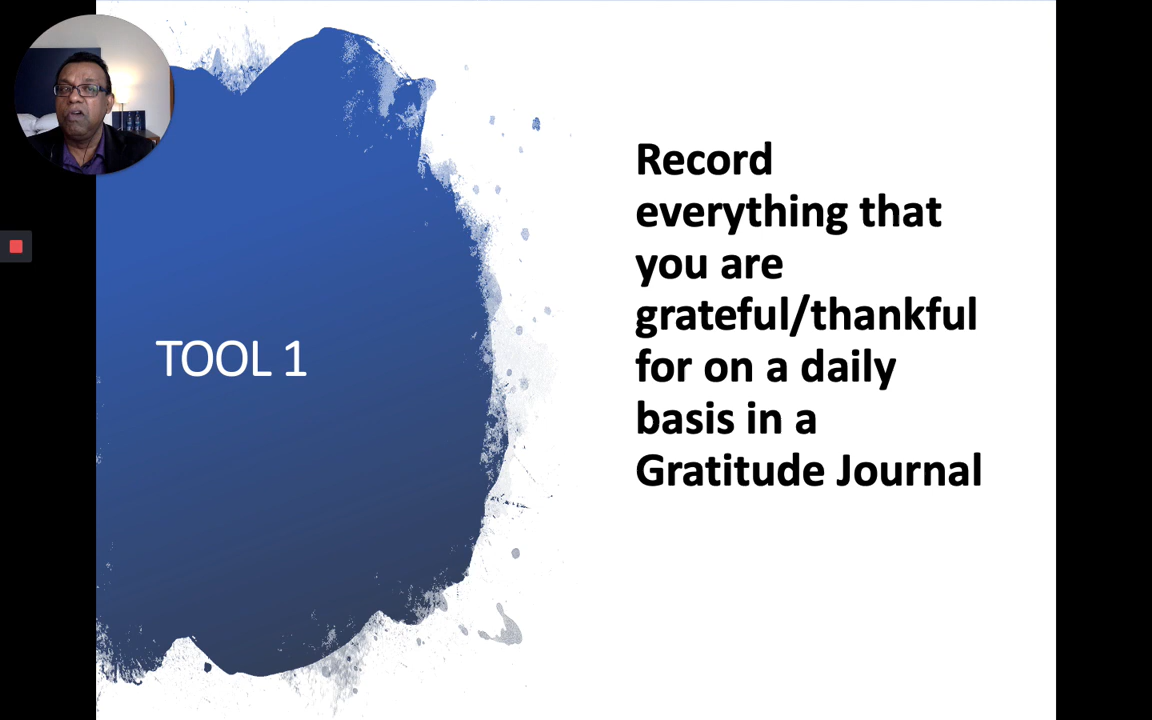 TOOL 1
Record
everything that
you are
grateful/thankful
for on a daily
basis in a
Gratitude Journal